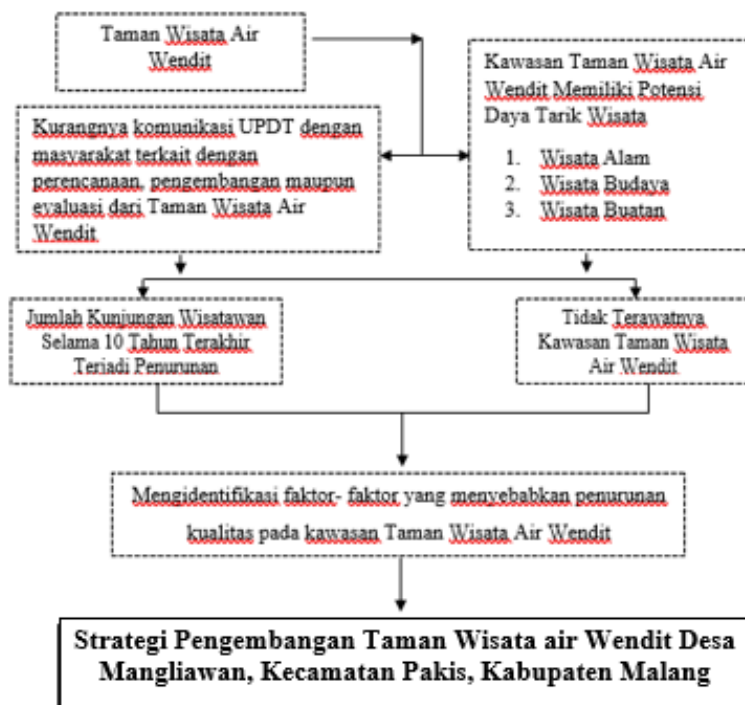 Taman Wisata Air
Wendit
Kawasan Taman Wisata Air
Wendit Memiliki Potensi
Daya Tarik Wisata
1. Wisata Alam
2. Wisata Budaya
3. Wisata Buatan
Kurangnya komunikasi UPDT dengan
masyarakat terkait dengan
perencanaan, pengembangan maupun
evaluasi dari Taman Wisata Air
Wendit
Jumlah Kunjungan Wisatawan
Selama 10 Tahun Terakhir
Terjadi Penurunan
Tidak Terawatnya
Kawasan Taman Wisata
Air Wendit
Mengidentifikasi faktor- faktor yang menyebabkan penurunan
kualitas pada kawasan Taman Wisata Air Wendit
Strategi Pengembangan Taman Wisata air Wendit Desa
Mangliawan, Kecamatan Pakis, Kabupaten Malang